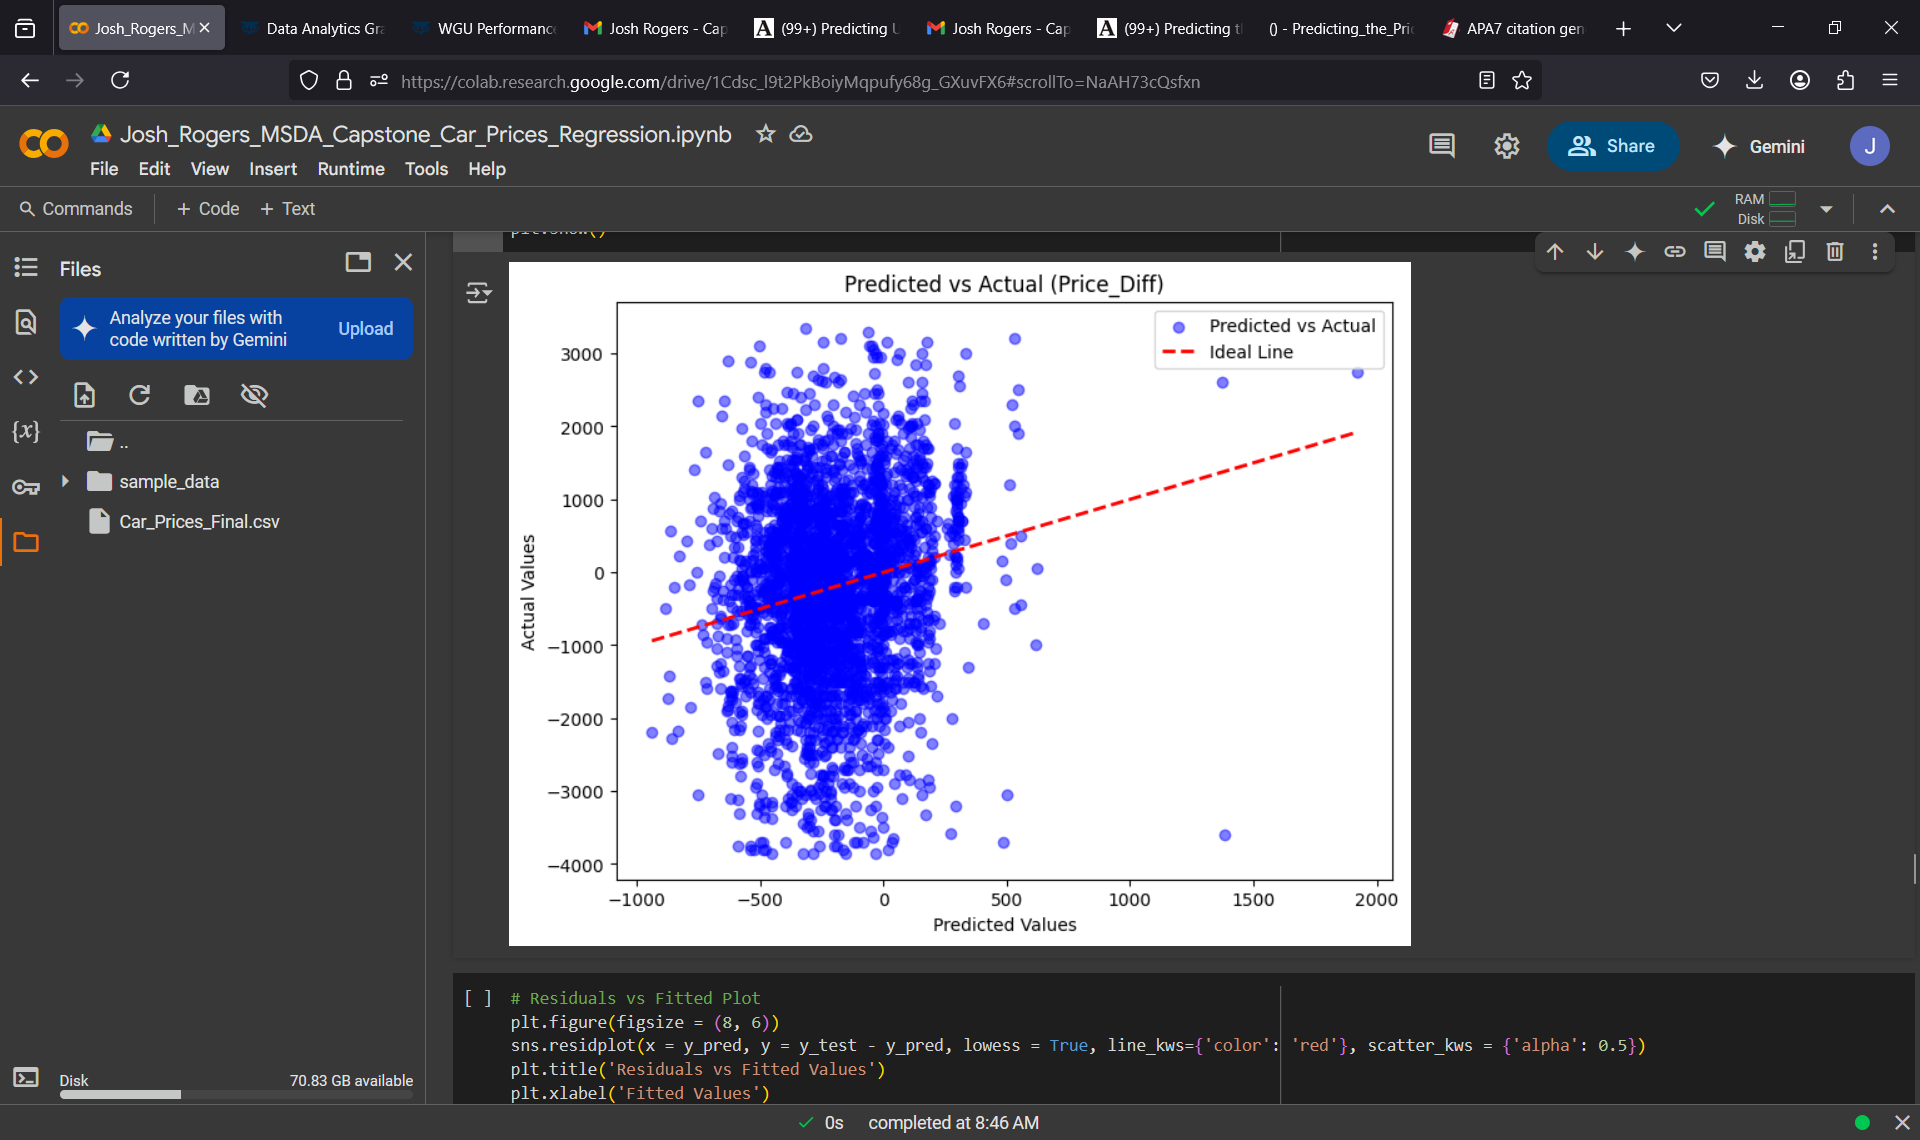 Josh_Rogers_M
Data Analytics Gra
WGU Performanc
Josh Rogers - Cap
(99+) Predicting U
Josh Rogers - Cap
(99+) Predicting t
() - Predicting_the_Pri
APA7 citation gen
https://colab.research.google.com/drive/1Cdsc_l9t2PkBoiyMqpufy68g_GXuvFX6#scrollTo=NaAH73cQsfxn
Josh_Rogers_MSDA_Capstone_Car_Prices_Regression.ipynb
Share
Gemini
J
File Edit View Insert Runtime Tools Help
Commands
+ Code + Text
RAM
Disk
Files
Analyze your files with
code written by Gemini
Upload
..
sample_data
Car_Prices_Final.csv
Disk
70.83 GB available
plt.show()
Predicted vs Actual (Price_Diff)
Predicted vs Actual
Ideal Line
3000
2000
1000
0
−1000
−2000
−3000
−4000
Actual Values
−1000 −500 0 500 1000 1500 2000
Predicted Values
[ ] # Residuals vs Fitted Plot
plt.figure(figsize = (8, 6))
sns.residplot(x = y_pred, y = y_test - y_pred, lowess = True, line_kws={'color': 'red'}, scatter_kws = {'alpha': 0.5})
plt.title('Residuals vs Fitted Values')
plt.xlabel('Fitted Values')
0s completed at 8:46 AM